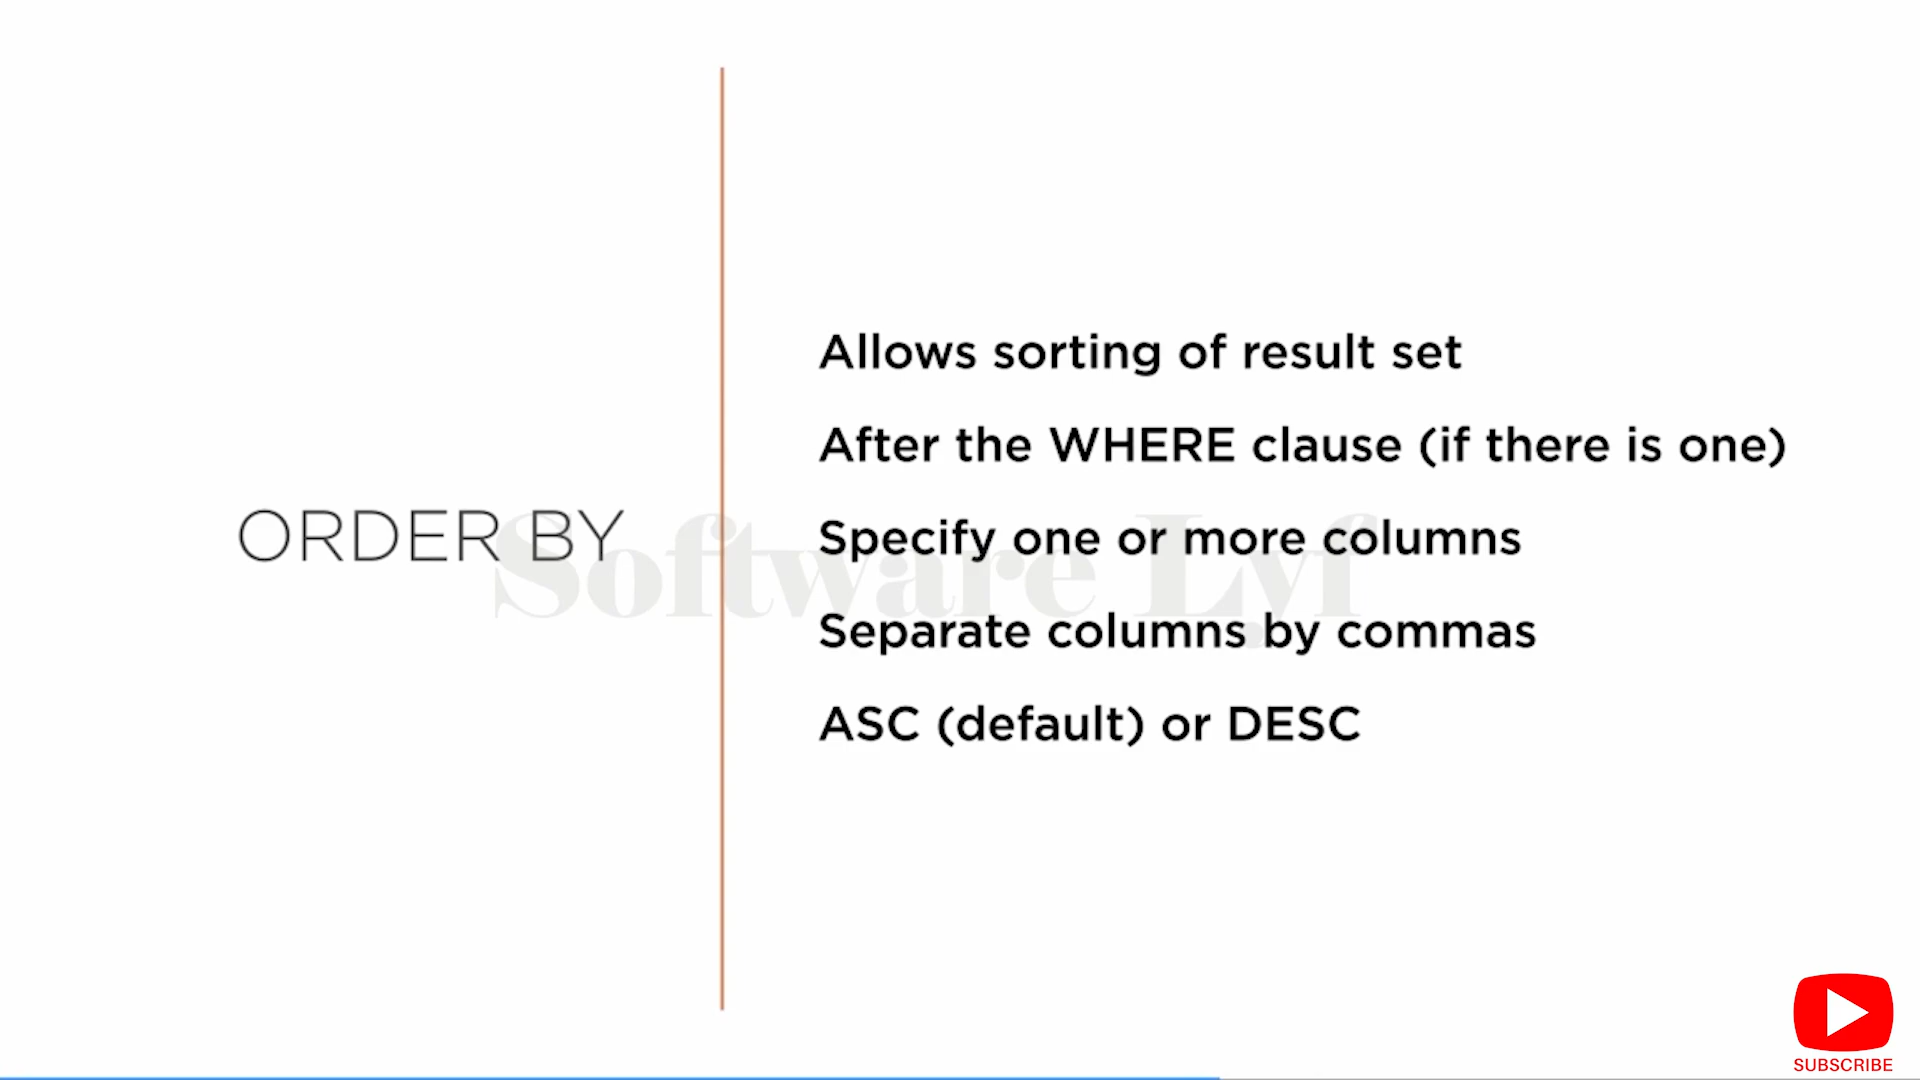 ORDER BY
Allows sorting of result set
After the WHERE clause (if there is one)
Specify one or more columns
Separate columns by commas
ASC (default) or DESC
Software Lyf
SUBSCRIBE